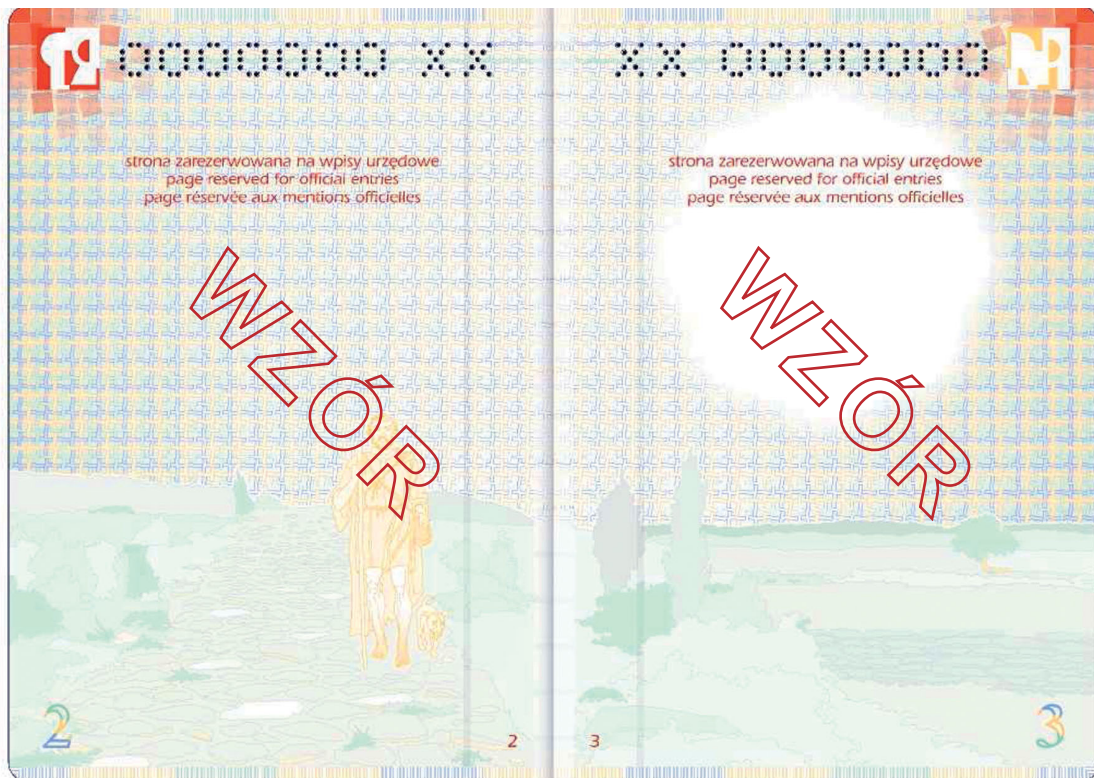 0000000 XX
strona zarezerwowana na wpisy urzędowe
page reserved for official entries
page réservée aux mentions officielles
WZÓR
2
2
XX 0000000
strona zarezerwowana na wpisy urzędowe
page reserved for official entries
page réservée aux mentions officielles
WZÓR
3
3